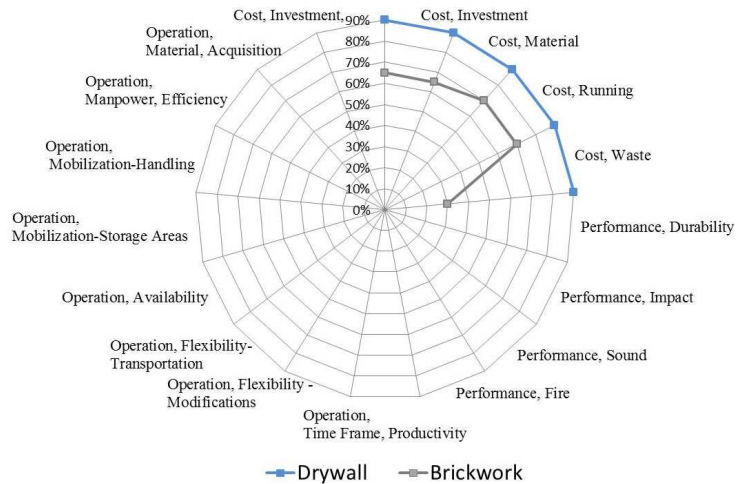 Cost, Investment,
Cost, Investment
Cost, Material
Cost, Running
Cost, Waste
Performance, Durability
Performance, Impact
Performance, Sound
Performance, Fire
Operation,
Time Frame, Productivity
Operation, Flexibility -
Modifications
Operation, Flexibility-
Transportation
Operation, Availability
Operation,
Mobilization-Storage Areas
Operation,
Mobilization-Handling
Operation,
Manpower, Efficiency
Operation,
Material, Acquisition
90%
80%
70%
60%
50%
40%
30%
20%
10%
0%
Drywall
Brickwork